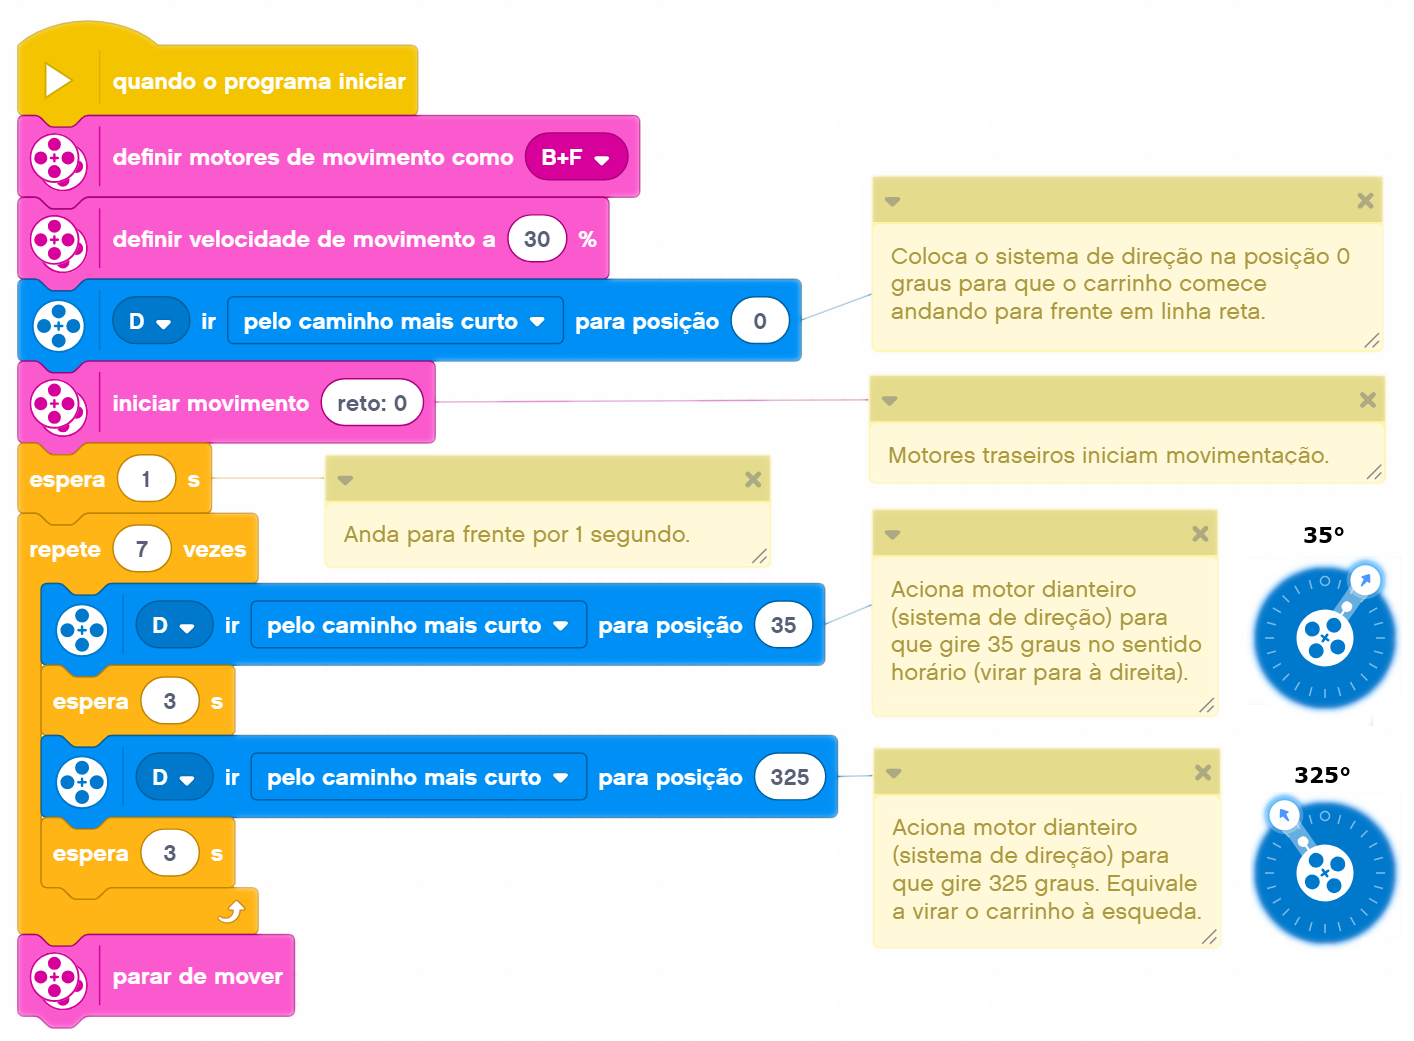 quando o programa iniciar
definir motores de movimento como B+F
definir velocidade de movimento a 30 %
D ir pelo caminho mais curto para posição 0
Coloca o sistema de direção na posição 0
graus para que o carrinho comece
andando para frente em linha reta.
iniciar movimento reto: 0
Motores traseiros iniciam movimentação.
espera 1 s
Anda para frente por 1 segundo.
repete 7 vezes
D ir pelo caminho mais curto para posição 35
Aciona motor dianteiro
(sistema de direção) para
que gire 35 graus no sentido
horário (virar para à direita).
35º
espera 3 s
D ir pelo caminho mais curto para posição 325
Aciona motor dianteiro
(sistema de direção) para
que gire 325 graus. Equivale
a virar o carrinho à esqueda.
325º
espera 3 s
parar de mover